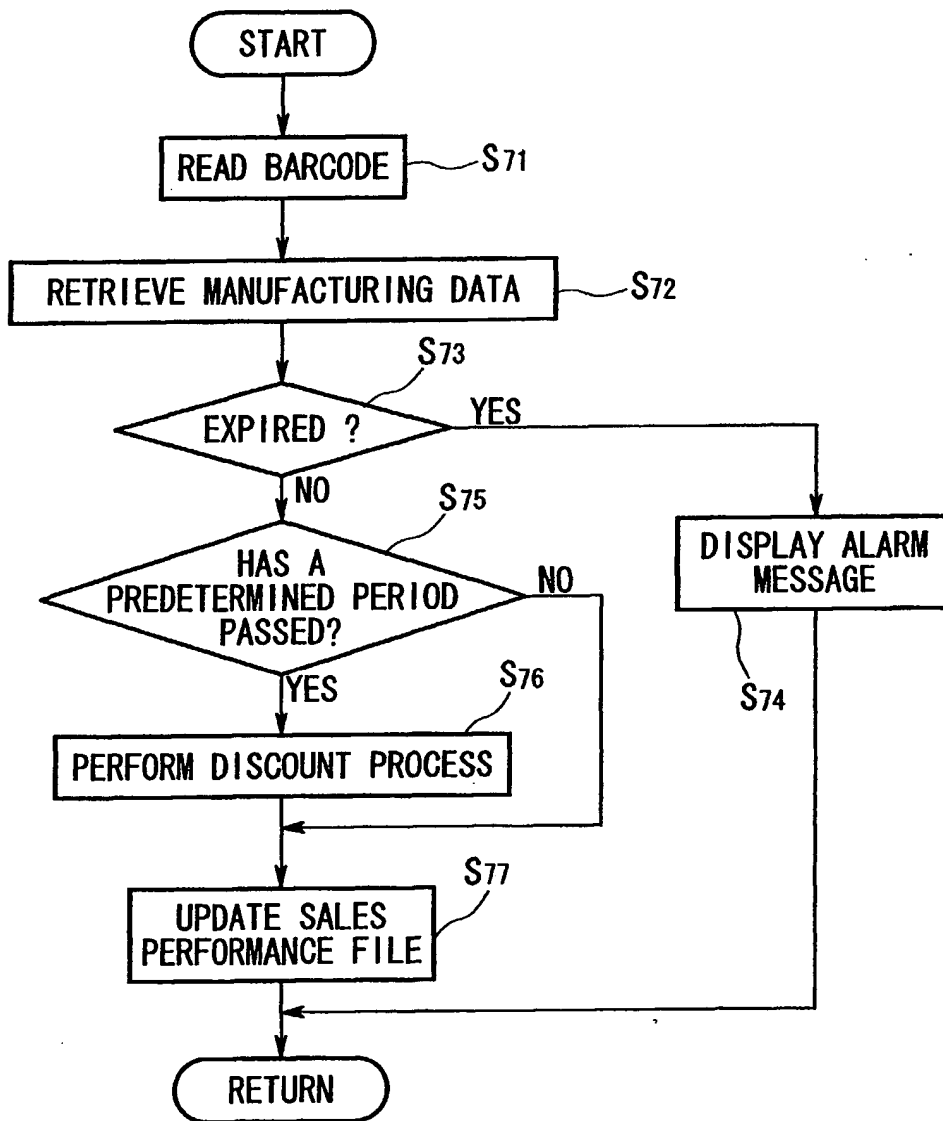 START
READ BARCODE
S71
RETRIEVE MANUFACTURING DATA
S72
S73
EXPIRED ?
YES
NO
S75
HAS A
PREDETERMINED PERIOD
PASSED?
NO
YES
DISPLAY ALARM
MESSAGE
S74
S76
PERFORM DISCOUNT PROCESS
S77
UPDATE SALES
PERFORMANCE FILE
RETURN